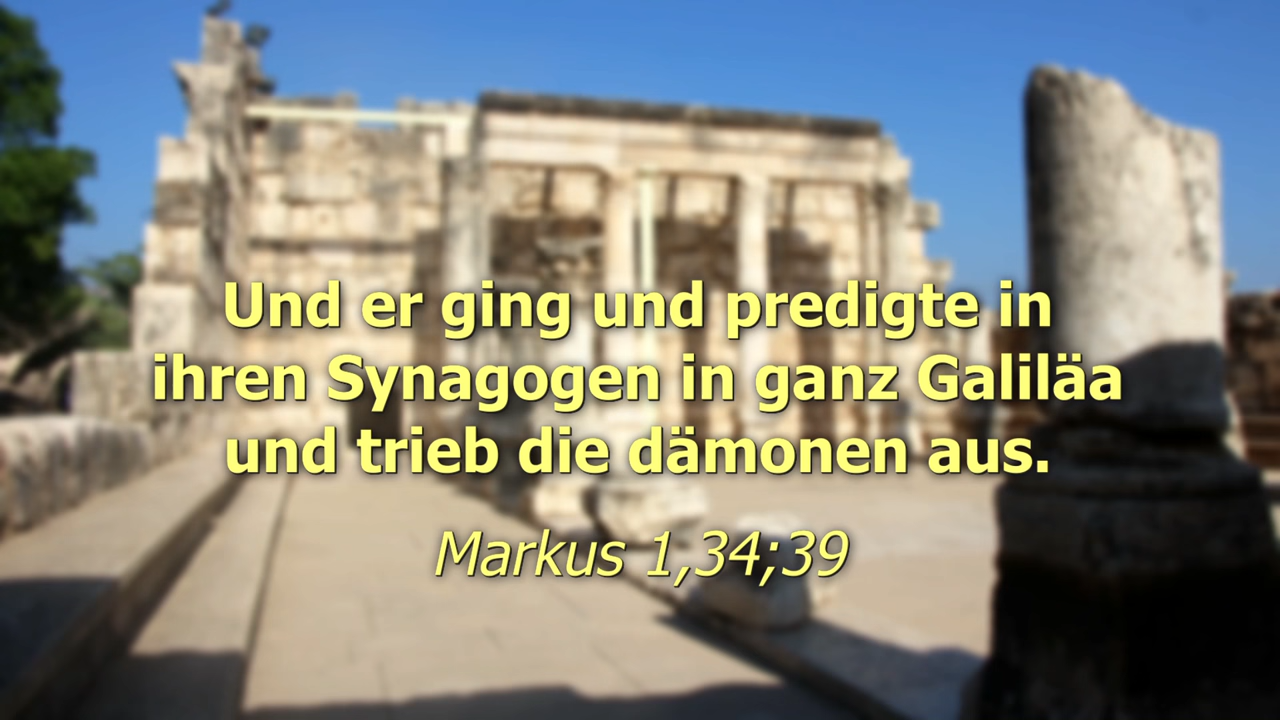 Und er ging und predigte in
ihren Synagogen in ganz Galiläa
und trieb die dämonen aus.
Markus 1,34;39